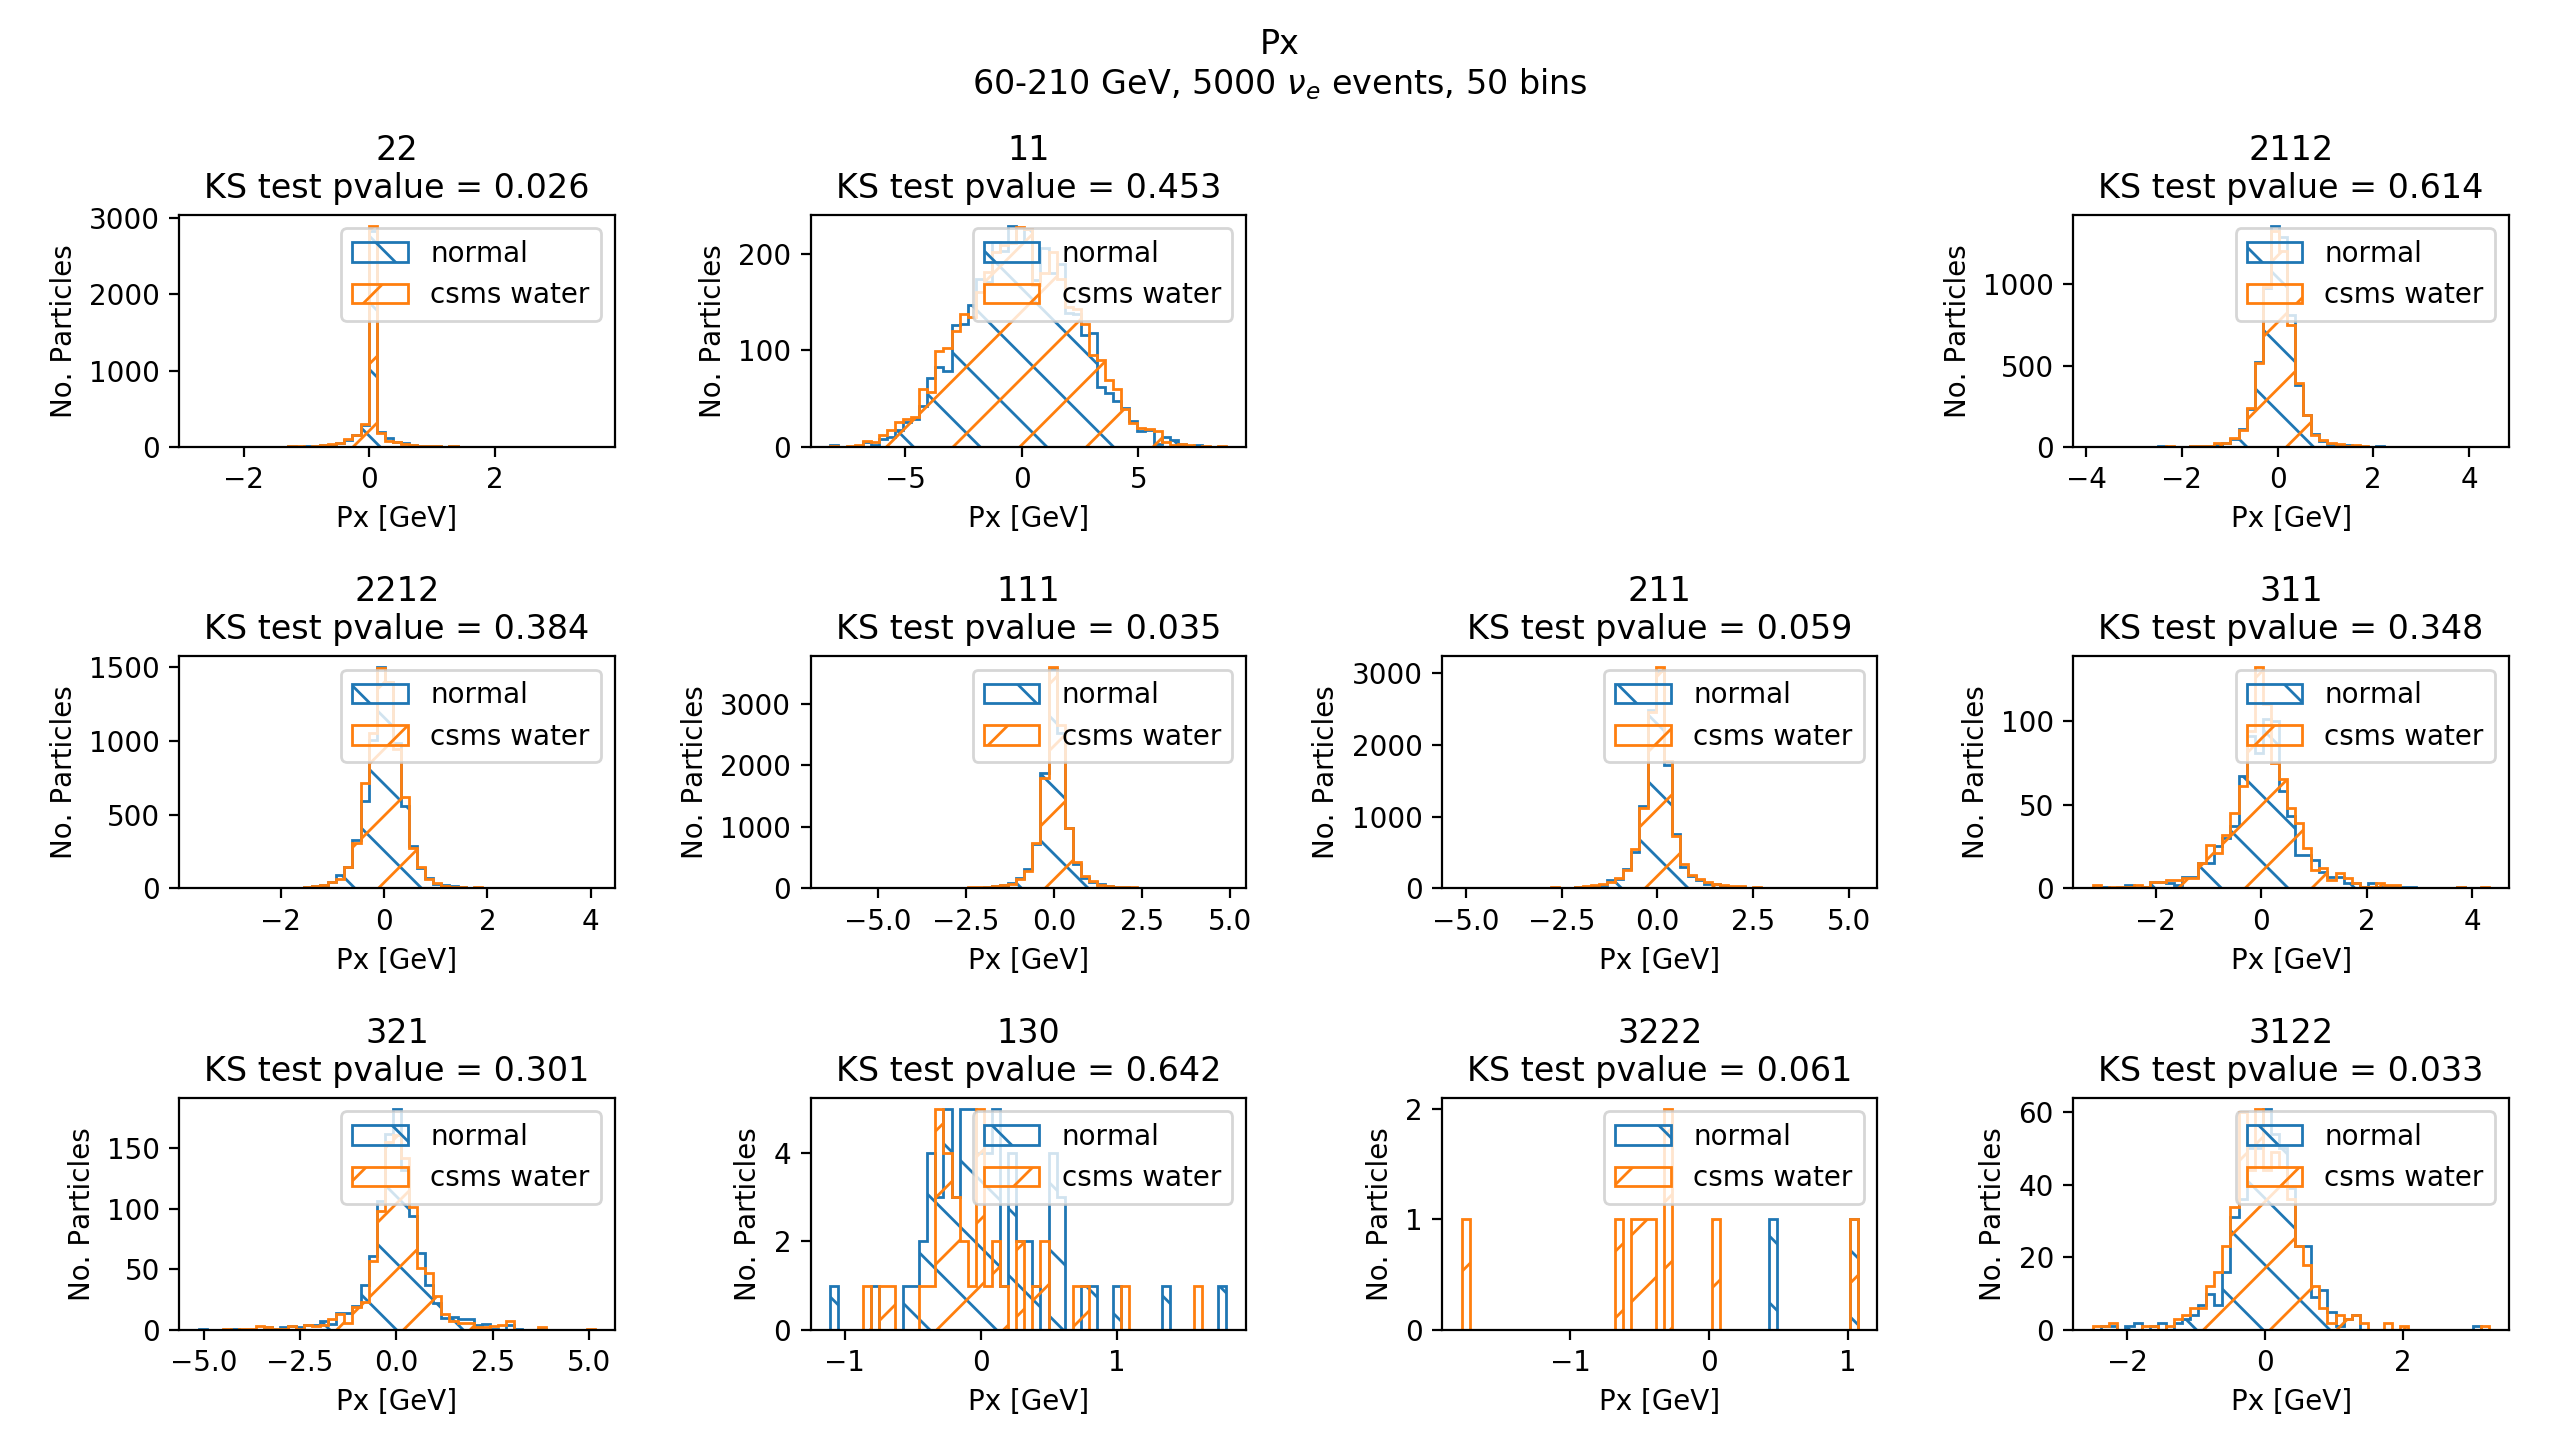 Px
60-210 GeV, 5000 νe events, 50 bins
22
KS test pvalue = 0.026
No. Particles
3000
2000
1000
0
normal
csms water
−2 0 2
Px [GeV]
11
KS test pvalue = 0.453
No. Particles
200
100
0
normal
csms water
−5 0 5
Px [GeV]
2112
KS test pvalue = 0.614
No. Particles
1000
500
0
normal
csms water
−4 −2 0 2 4
Px [GeV]
2212
KS test pvalue = 0.384
No. Particles
1500
1000
500
0
normal
csms water
−2 0 2 4
Px [GeV]
111
KS test pvalue = 0.035
No. Particles
3000
2000
1000
0
normal
csms water
−5.0 −2.5 0.0 2.5 5.0
Px [GeV]
211
KS test pvalue = 0.059
No. Particles
3000
2000
1000
0
normal
csms water
−5.0 −2.5 0.0 2.5 5.0
Px [GeV]
311
KS test pvalue = 0.348
No. Particles
100
50
0
normal
csms water
−2 0 2 4
Px [GeV]
321
KS test pvalue = 0.301
No. Particles
150
100
50
0
normal
csms water
−5.0 −2.5 0.0 2.5 5.0
Px [GeV]
130
KS test pvalue = 0.642
No. Particles
4
2
0
normal
csms water
−1 0 1
Px [GeV]
3222
KS test pvalue = 0.061
No. Particles
2
1
0
normal
csms water
−1 0 1
Px [GeV]
3122
KS test pvalue = 0.033
No. Particles
60
40
20
0
normal
csms water
−2 0 2
Px [GeV]